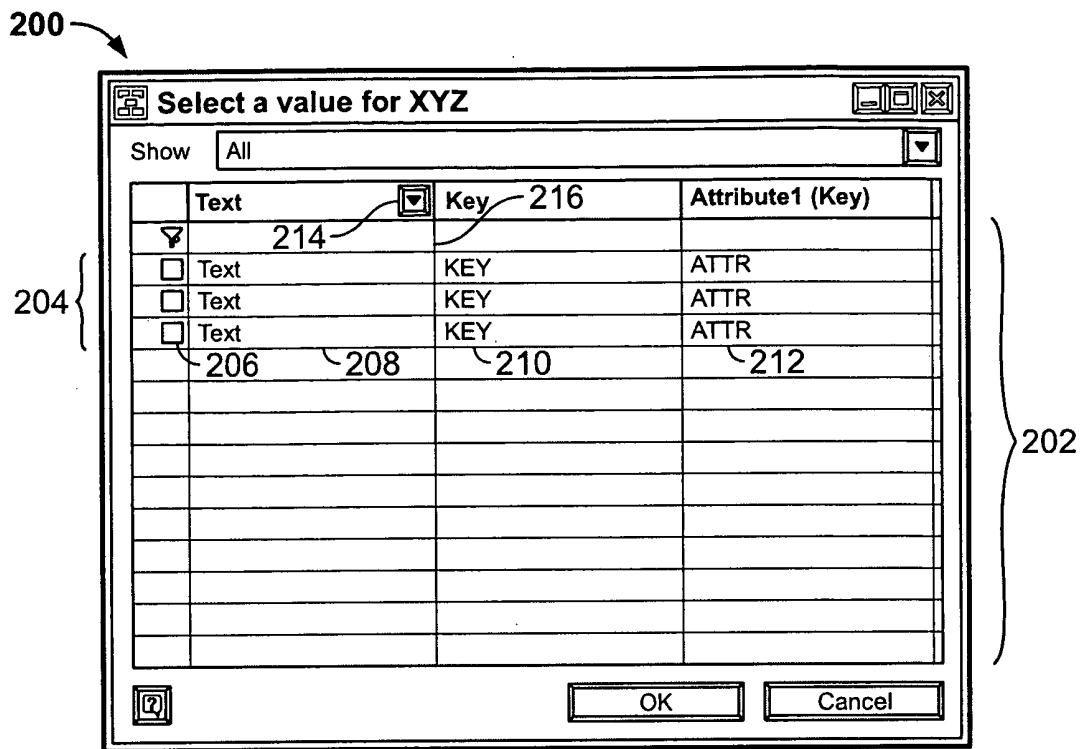 200
Select a value for XYZ
Show All
Text Key 216 Attribute1 (Key)
214
Text KEY ATTR
204 Text KEY ATTR
Text KEY ATTR
206 208 210 212
202
? OK Cancel